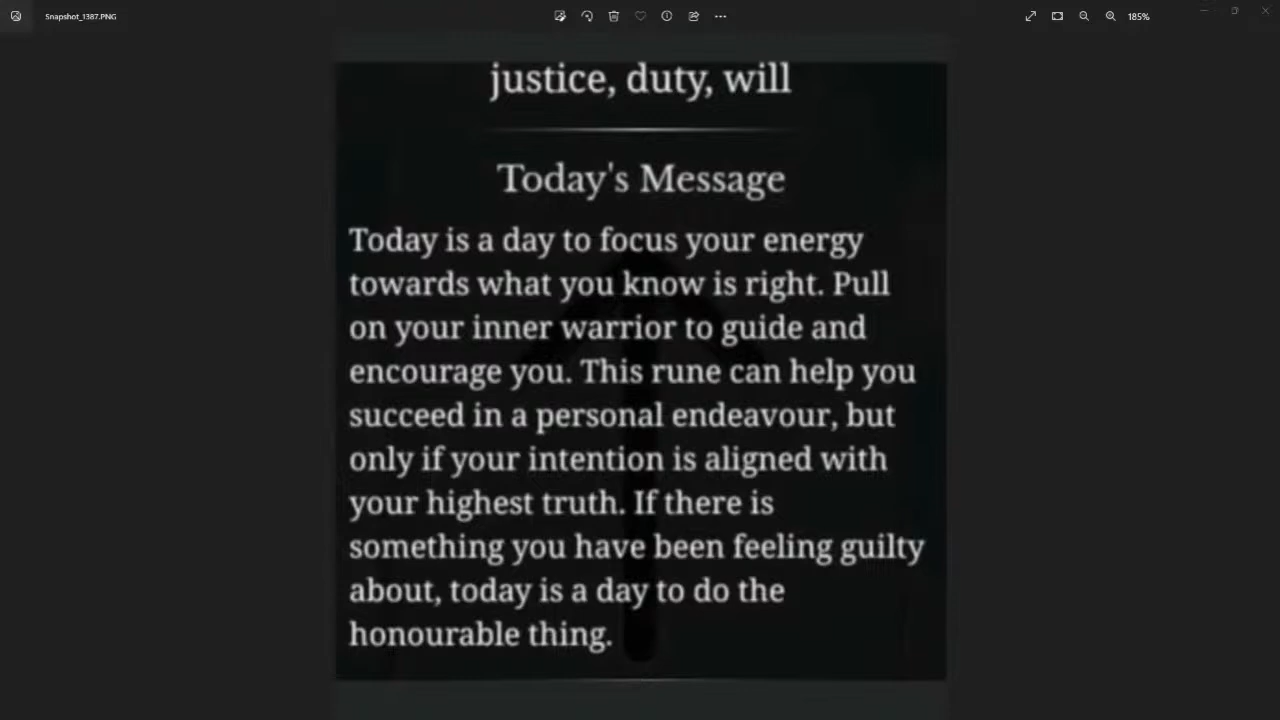 Snapshot_1387.PNG
185%
justice, duty, will
Today's Message
Today is a day to focus your energy
towards what you know is right. Pull
on your inner warrior to guide and
encourage you. This rune can help you
succeed in a personal endeavour, but
only if your intention is aligned with
your highest truth. If there is
something you have been feeling guilty
about, today is a day to do the
honourable thing.